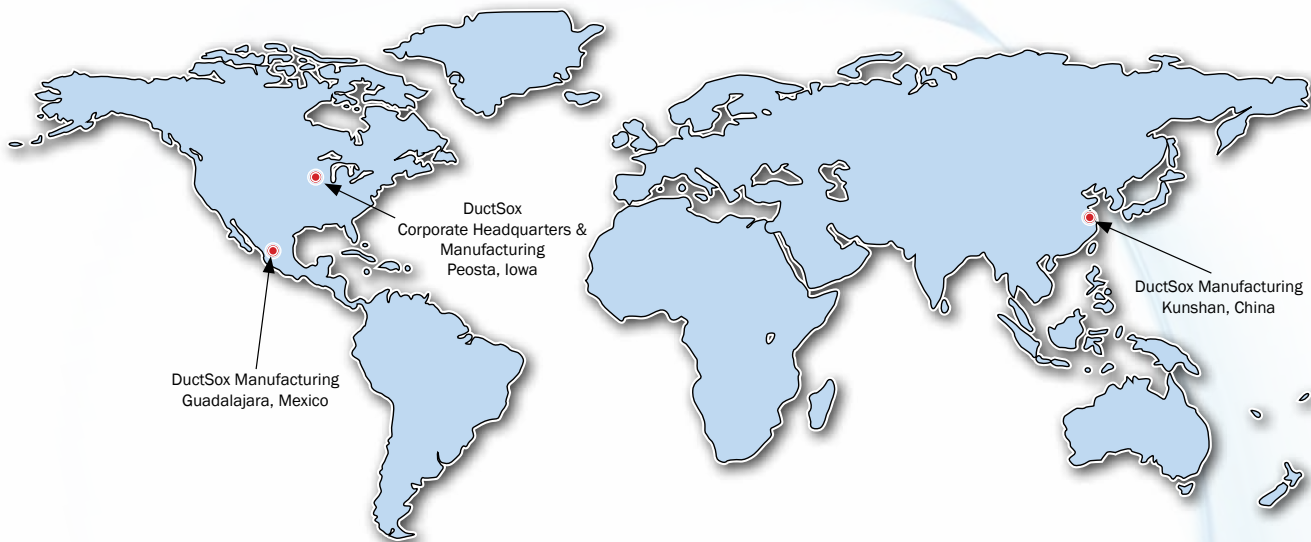 DuctSox
Corporate Headquarters &
Manufacturing
Peosta, Iowa
DuctSox Manufacturing
Kunshan, China
DuctSox Manufacturing
Guadalajara, Mexico